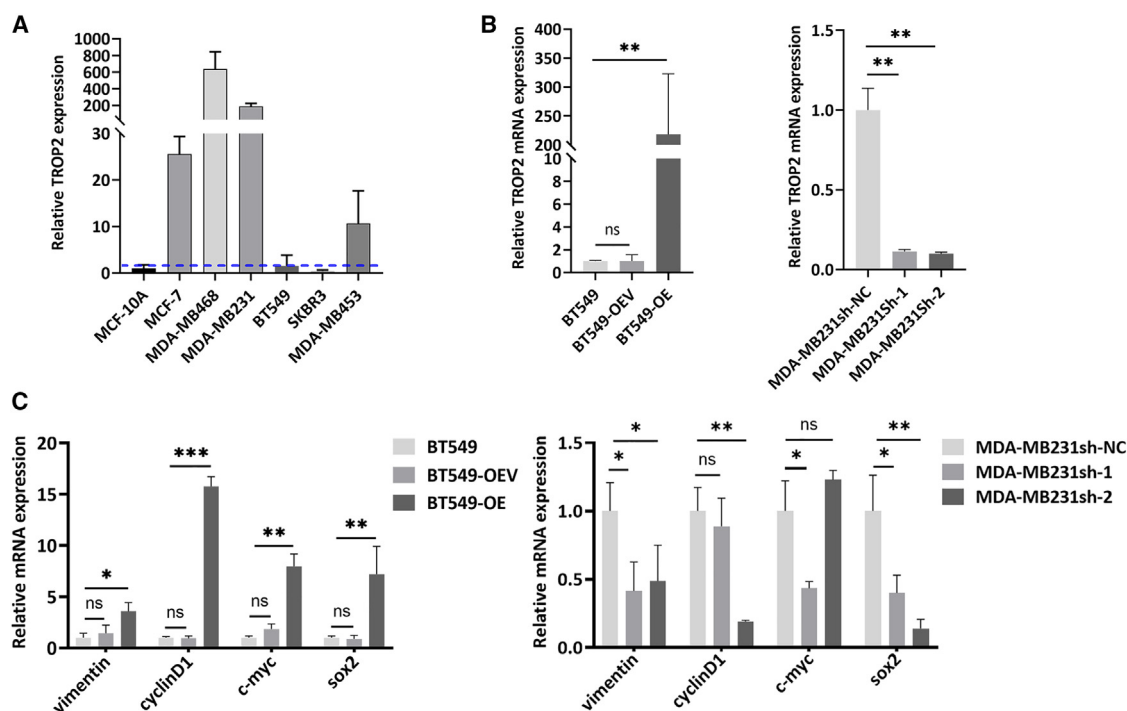 A
Relative TROP2 expression
1000
800
600
400
200
30
20
10
0
MCF-10A
MCF-7
MDA-MB468
MDA-MB231
BT549
SKBR3
MDA-MB453
B
Relative TROP2 mRNA expression
400
350
300
250
200
10
8
6
4
2
0
**
ns
BT549
BT549-OEV
BT549-OE
Relative TROP2 mRNA expression
1.5
1.0
0.5
0.0
**
**
MDA-MB231sh-NC
MDA-MB231Sh-1
MDA-MB231Sh-2
C
Relative mRNA expression
20
15
10
5
0
ns
*
ns
***
ns
**
ns
**
vimentin
cyclinD1
c-myc
sox2
BT549
BT549-OEV
BT549-OE
Relative mRNA expression
1.5
1.0
0.5
0.0
*
*
**
ns
ns
*
**
*
vimentin
cyclinD1
c-myc
sox2
MDA-MB231sh-NC
MDA-MB231sh-1
MDA-MB231sh-2